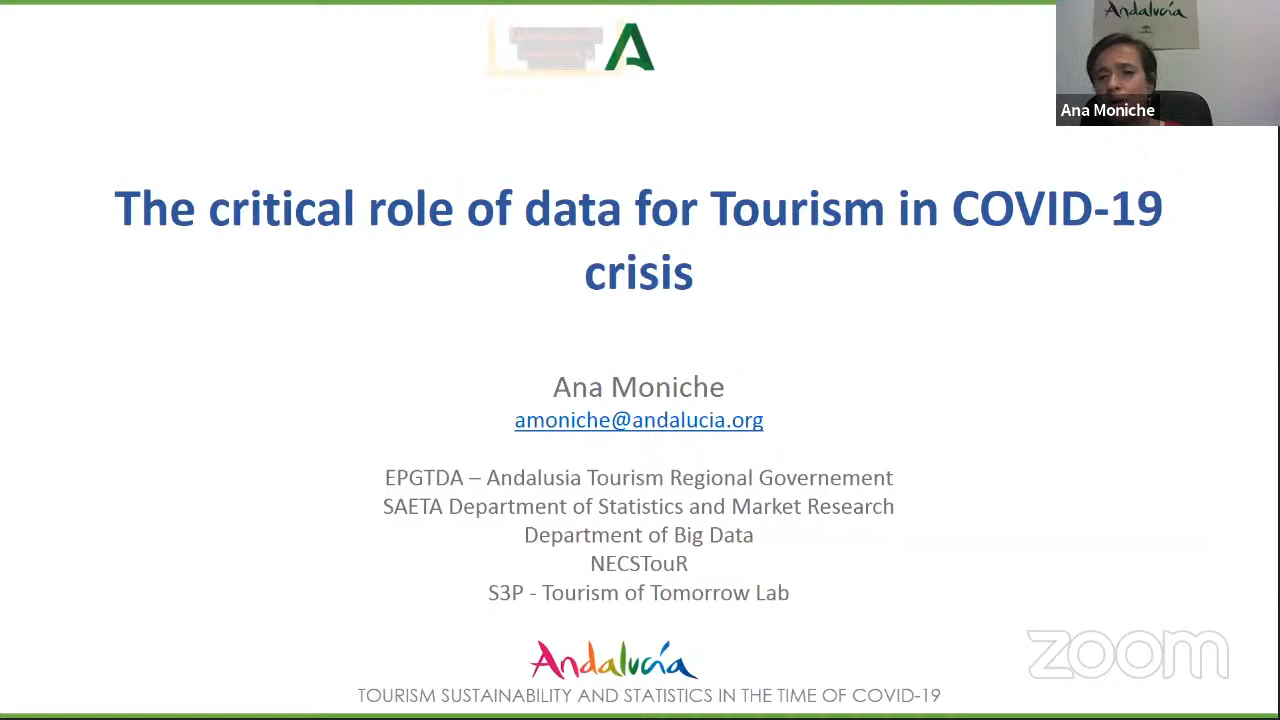 Andalucía
Ana Moniche
The critical role of data for Tourism in COVID-19
crisis
Ana Moniche
amoniche@andalucia.org
EPGTDA – Andalusia Tourism Regional Governement
SAETA Department of Statistics and Market Research
Department of Big Data
NECSTouR
S3P - Tourism of Tomorrow Lab
Andalucía
TOURISM SUSTAINABILITY AND STATISTICS IN THE TIME OF COVID-19
zoom